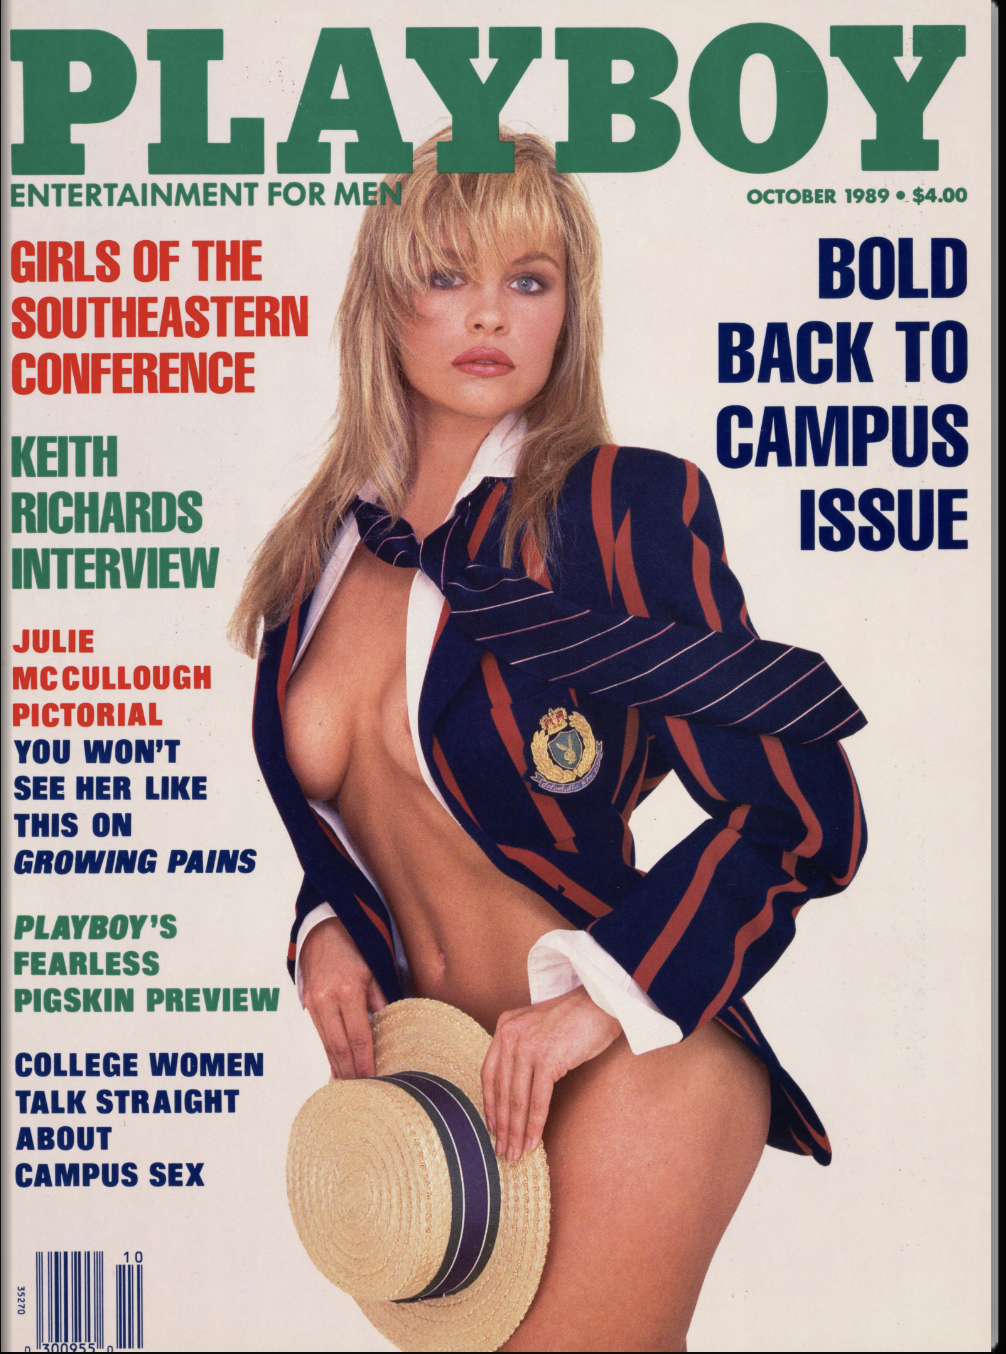 PLAYBOY
ENTERTAINMENT FOR MEN
OCTOBER 1989 • $4.00
GIRLS OF THE
SOUTHEASTERN
CONFERENCE
KEITH
RICHARDS
INTERVIEW
JULIE
MCCULLOUGH
PICTORIAL
YOU WON'T
SEE HER LIKE
THIS ON
GROWING PAINS
PLAYBOY'S
FEARLESS
PIGSKIN PREVIEW
COLLEGE WOMEN
TALK STRAIGHT
ABOUT
CAMPUS SEX
BOLD
BACK TO
CAMPUS
ISSUE
10
35270
0 300955 0